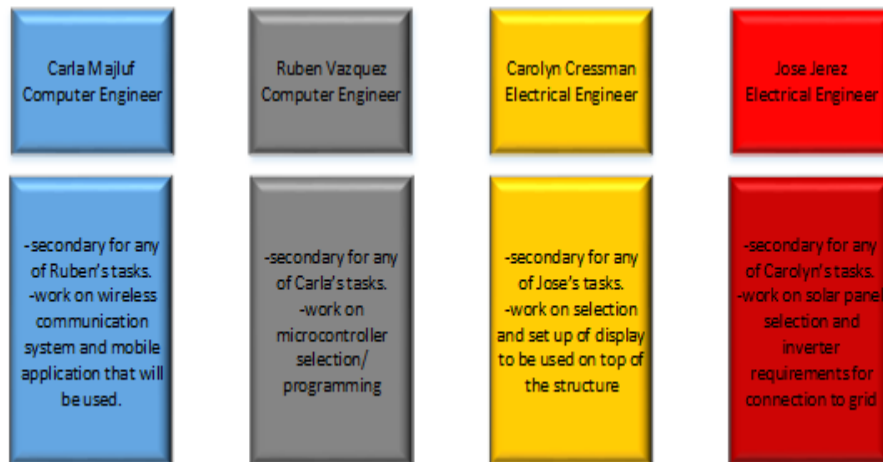 Carla Majluf
Computer Engineer
Ruben Vazquez
Computer Engineer
Carolyn Cressman
Electrical Engineer
Jose Jerez
Electrical Engineer
-secondary for any
of Ruben's tasks.
-work on wireless
communication
system and mobile
application that will
be used.
-secondary for any
of Carla's tasks.
-work on
microcontroller
selection/
programming
-secondary for any
of Jose's tasks.
-work on selection
and set up of display
to be used on top of
the structure
-secondary for any
of Carolyn's tasks.
-work on solar panel
selection and
inverter
requirements for
connection to grid